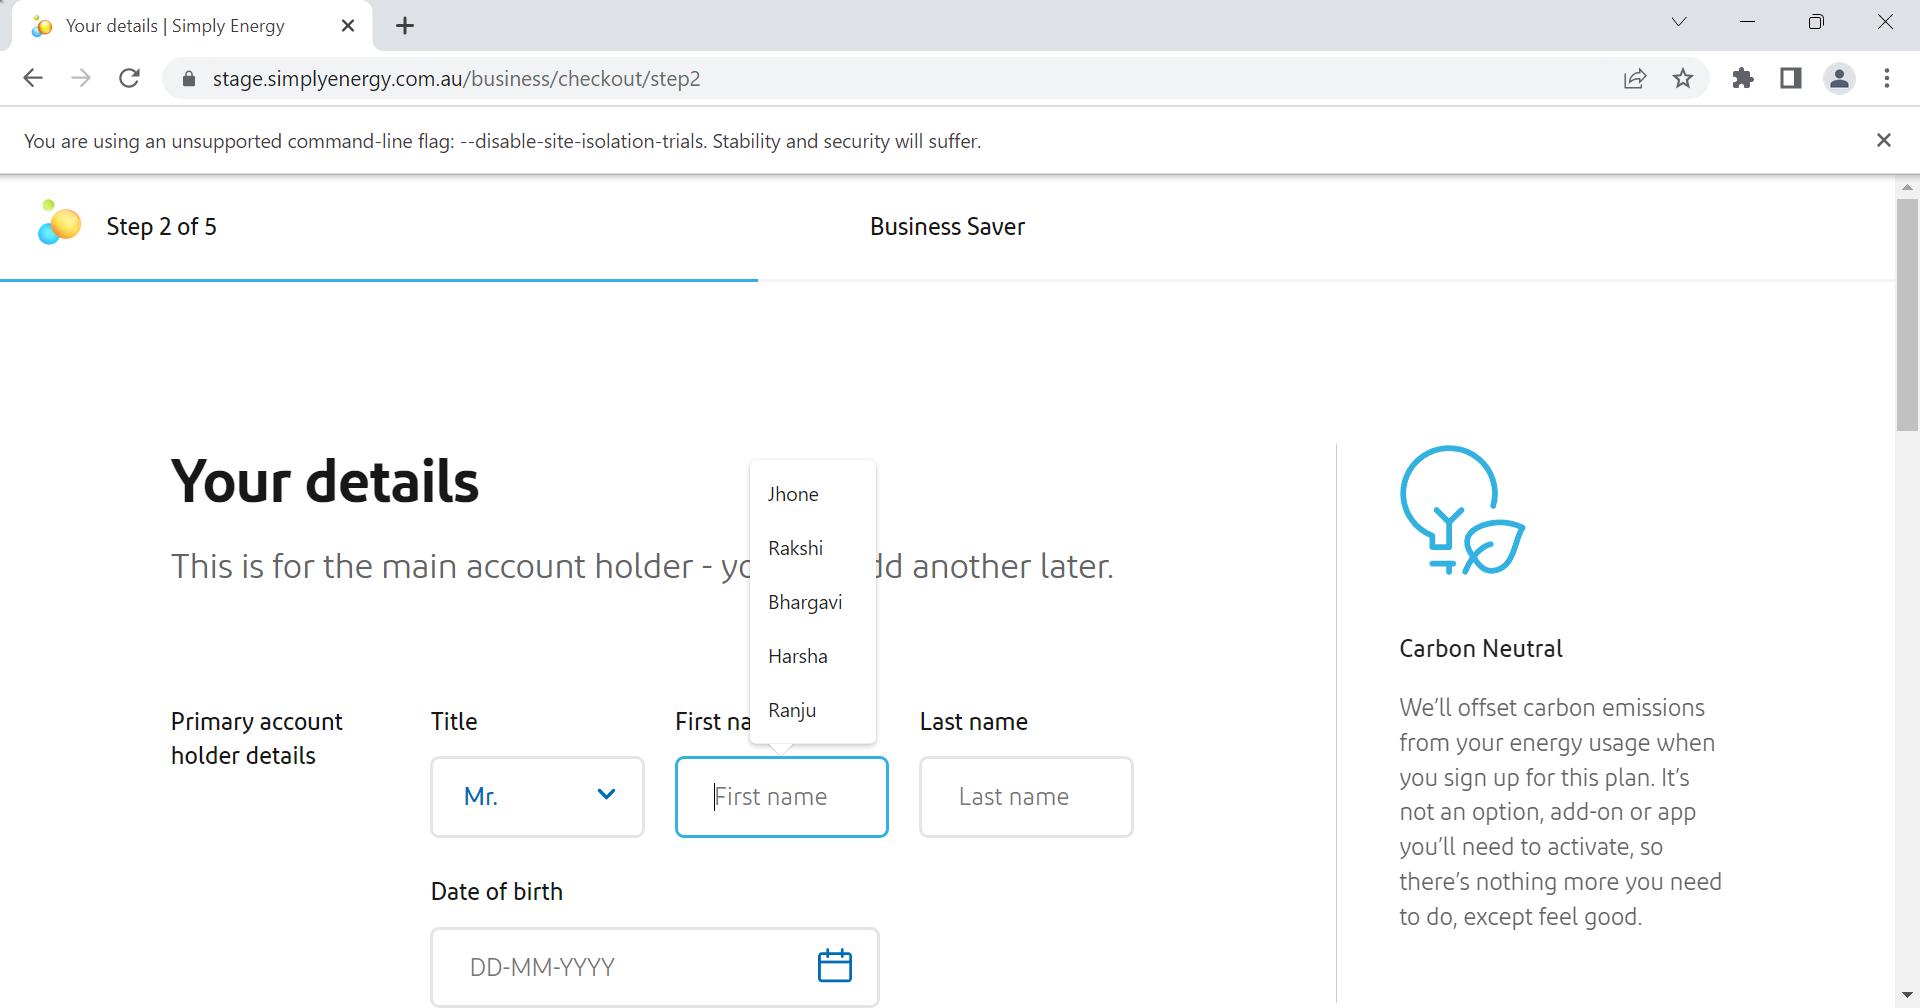 Your details | Simply Energy
stage.simplyenergy.com.au/business/checkout/step2
You are using an unsupported command-line flag: --disable-site-isolation-trials. Stability and security will suffer.
Step 2 of 5
Business Saver
Your details
This is for the main account holder - yo dd another later.
Jhone
Rakshi
Bhargavi
Harsha
Ranju
Primary account
holder details
Title
First na
Last name
Mr.
First name
Last name
Date of birth
DD-MM-YYYY
Carbon Neutral
We'll offset carbon emissions
from your energy usage when
you sign up for this plan. It's
not an option, add-on or app
you'll need to activate, so
there's nothing more you need
to do, except feel good.